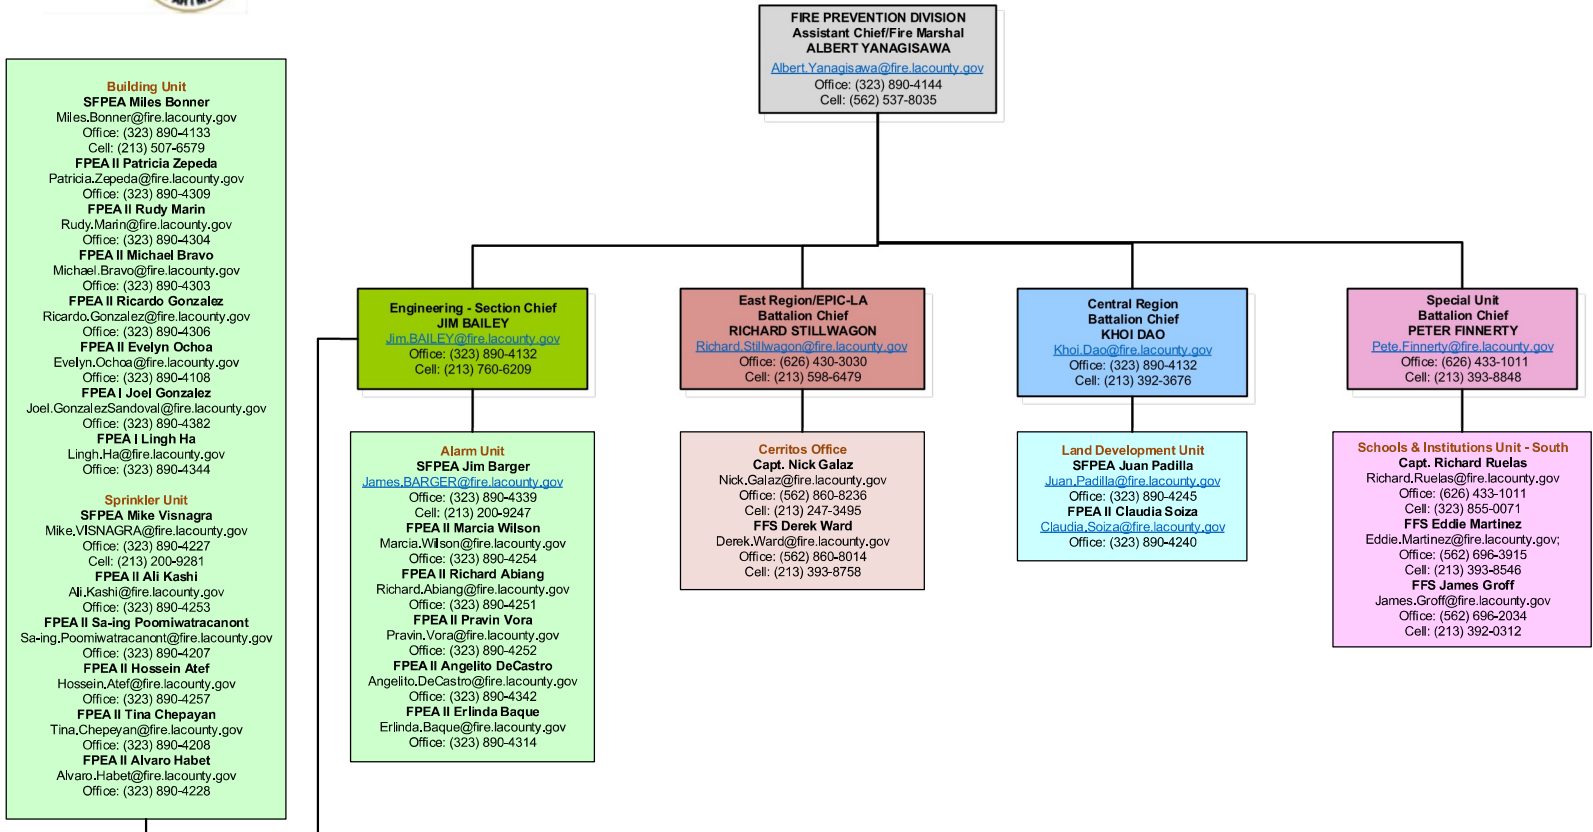 FIRE PREVENTION DIVISION
Assistant Chief/Fire Marshal
ALBERT YANAGISAWA
Albert.Yanagisawa@fire.lacounty.gov
Office: (323) 890-4144
Cell: (562) 537-8035
Building Unit
SFPEA Miles Bonner
Miles.Bonner@fire.lacounty.gov
Office: (323) 890-4133
Cell: (213) 507-6579
FPEA II Patricia Zepeda
Patricia.Zepeda@fire.lacounty.gov
Office: (323) 890-4309
FPEA II Rudy Marin
Rudy.Marin@fire.lacounty.gov
Office: (323) 890-4304
FPEA II Michael Bravo
Michael.Bravo@fire.lacounty.gov
Office: (323) 890-4303
FPEA II Ricardo Gonzalez
Ricardo.Gonzalez@fire.lacounty.gov
Office: (323) 890-4306
FPEA II Evelyn Ochoa
Evelyn.Ochoa@fire.lacounty.gov
Office: (323) 890-4108
FPEA I Joel Gonzalez
Joel.GonzalezSandoval@fire.lacounty.gov
Office: (323) 890-4382
FPEA I Lingh Ha
Lingh.Ha@fire.lacounty.gov
Office: (323) 890-4344
Sprinkler Unit
SFPEA Mike Visnagra
Mike.VISNAGRA@fire.lacounty.gov
Office: (323) 890-4227
Cell: (213) 200-9281
FPEA II Ali Kashi
Ali.Kashi@fire.lacounty.gov
Office: (323) 890-4253
FPEA II Sa-ing Poomiwatracanont
Sa-ing.Poomiwatracanont@fire.lacounty.gov
Office: (323) 890-4207
FPEA II Hossein Atef
Hossein.Atef@fire.lacounty.gov
Office: (323) 890-4257
FPEA II Tina Chepayan
Tina.Chepeyan@fire.lacounty.gov
Office: (323) 890-4208
FPEA II Alvaro Habet
Alvaro.Habet@fire.lacounty.gov
Office: (323) 890-4228
Engineering - Section Chief
JIM BAILEY
Jim.BAILEY@fire.lacounty.gov
Office: (323) 890-4132
Cell: (213) 760-6209
Alarm Unit
SFPEA Jim Barger
James.BARGER@fire.lacounty.gov
Office: (323) 890-4339
Cell: (213) 200-9247
FPEA II Marcia Wilson
Marcia.Wilson@fire.lacounty.gov
Office: (323) 890-4254
FPEA II Richard Abiang
Richard.Abiang@fire.lacounty.gov
Office: (323) 890-4251
FPEA II Pravin Vora
Pravin.Vora@fire.lacounty.gov
Office: (323) 890-4252
FPEA II Angelito DeCastro
Angelito.DeCastro@fire.lacounty.gov
Office: (323) 890-4342
FPEA II Erlinda Baque
Erlinda.Baque@fire.lacounty.gov
Office: (323) 890-4314
East Region/EPIC-LA
Battalion Chief
RICHARD STILLWAGON
Richard.Stillwagon@fire.lacounty.gov
Office: (626) 430-3030
Cell: (213) 598-6479
Cerritos Office
Capt. Nick Galaz
Nick.Galaz@fire.lacounty.gov
Office: (562) 860-8236
Cell: (213) 247-3495
FFS Derek Ward
Derek.Ward@fire.lacounty.gov
Office: (562) 860-8014
Cell: (213) 393-8758
Central Region
Battalion Chief
KHOI DAO
Khoi.Dao@fire.lacounty.gov
Office: (323) 890-4132
Cell: (213) 392-3676
Land Development Unit
SFPEA Juan Padilla
Juan.Padilla@fire.lacounty.gov
Office: (323) 890-4245
FPEA II Claudia Soiza
Claudia.Soiza@fire.lacounty.gov
Office: (323) 890-4240
Special Unit
Battalion Chief
PETER FINNERTY
Pete.Finnerty@fire.lacounty.gov
Office: (626) 433-1011
Cell: (213) 393-8848
Schools & Institutions Unit - South
Capt. Richard Ruelas
Richard.Ruelas@fire.lacounty.gov
Office: (626) 433-1011
Cell: (323) 855-0071
FFS Eddie Martinez
Eddie.Martinez@fire.lacounty.gov;
Office: (562) 696-3915
Cell: (213) 393-8546
FFS James Groff
James.Groff@fire.lacounty.gov
Office: (562) 696-2034
Cell: (213) 392-0312